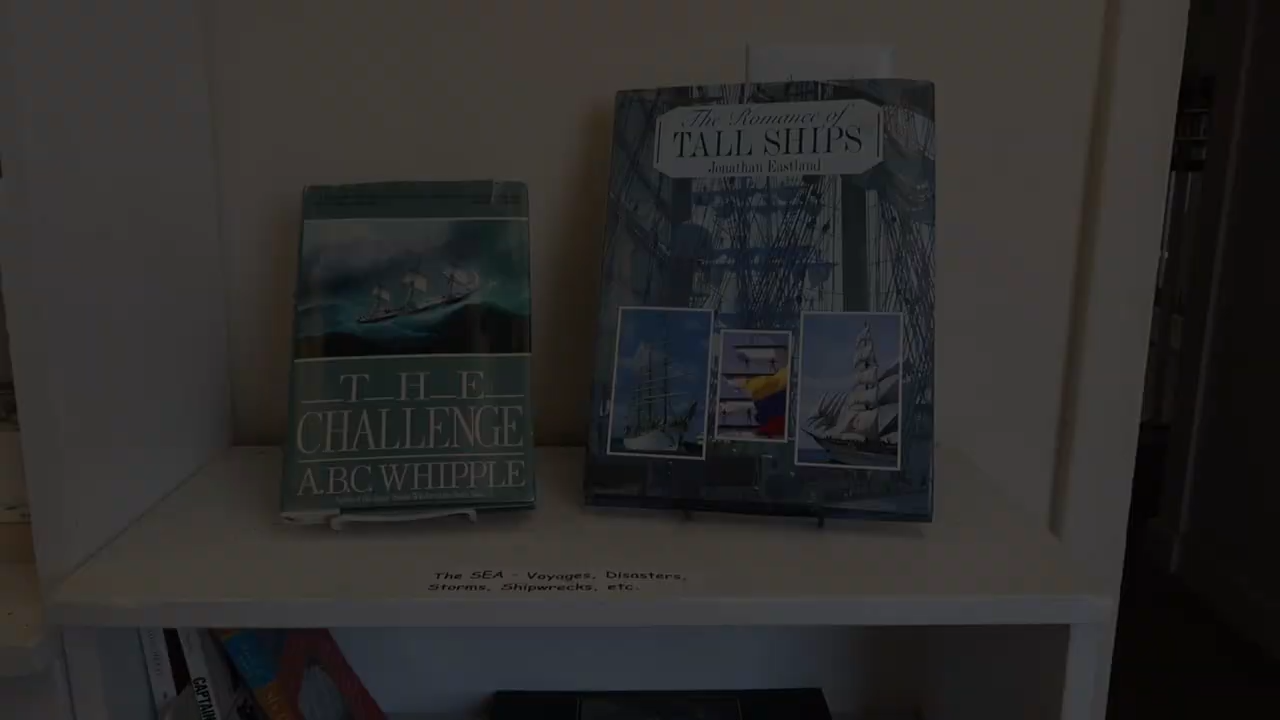 The Romance of
TALL SHIPS
Jonathan Eastland
THE
CHALLENGE
A.B.C. WHIPPLE
The SEA - Voyages, Disasters,
Storms, Shipwrecks, etc.
CAPTAIN